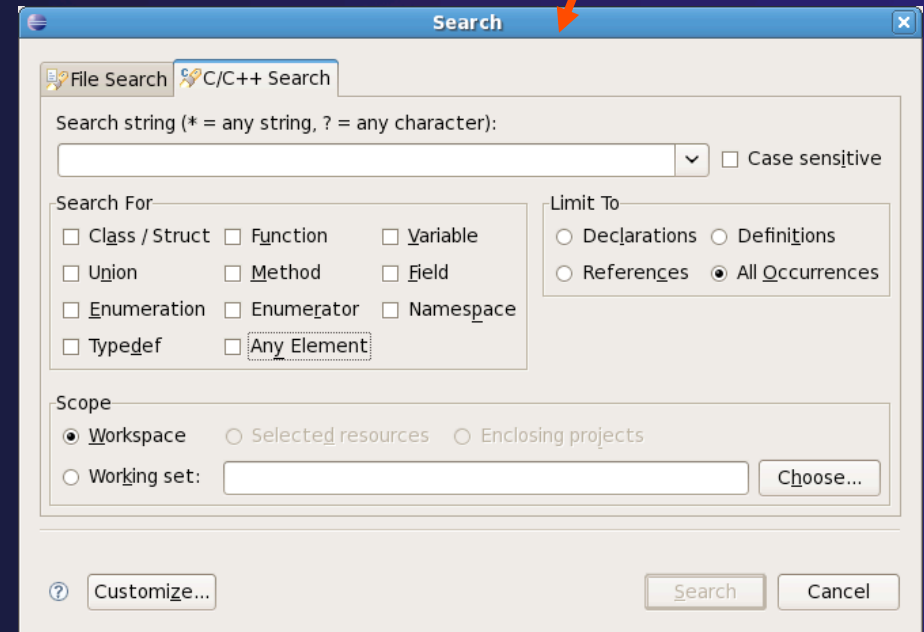 Search
File Search C/C++ Search
Search string (* = any string, ? = any character):
Case sensitive
Search For
Class / Struct Function Variable
Union Method Field
Enumeration Enumerator Namespace
Typedef Any Element
Limit To
Declarations Definitions
References All Occurrences
Scope
Workspace Selected resources Enclosing projects
Working set: Choose...
? Customize... Search Cancel